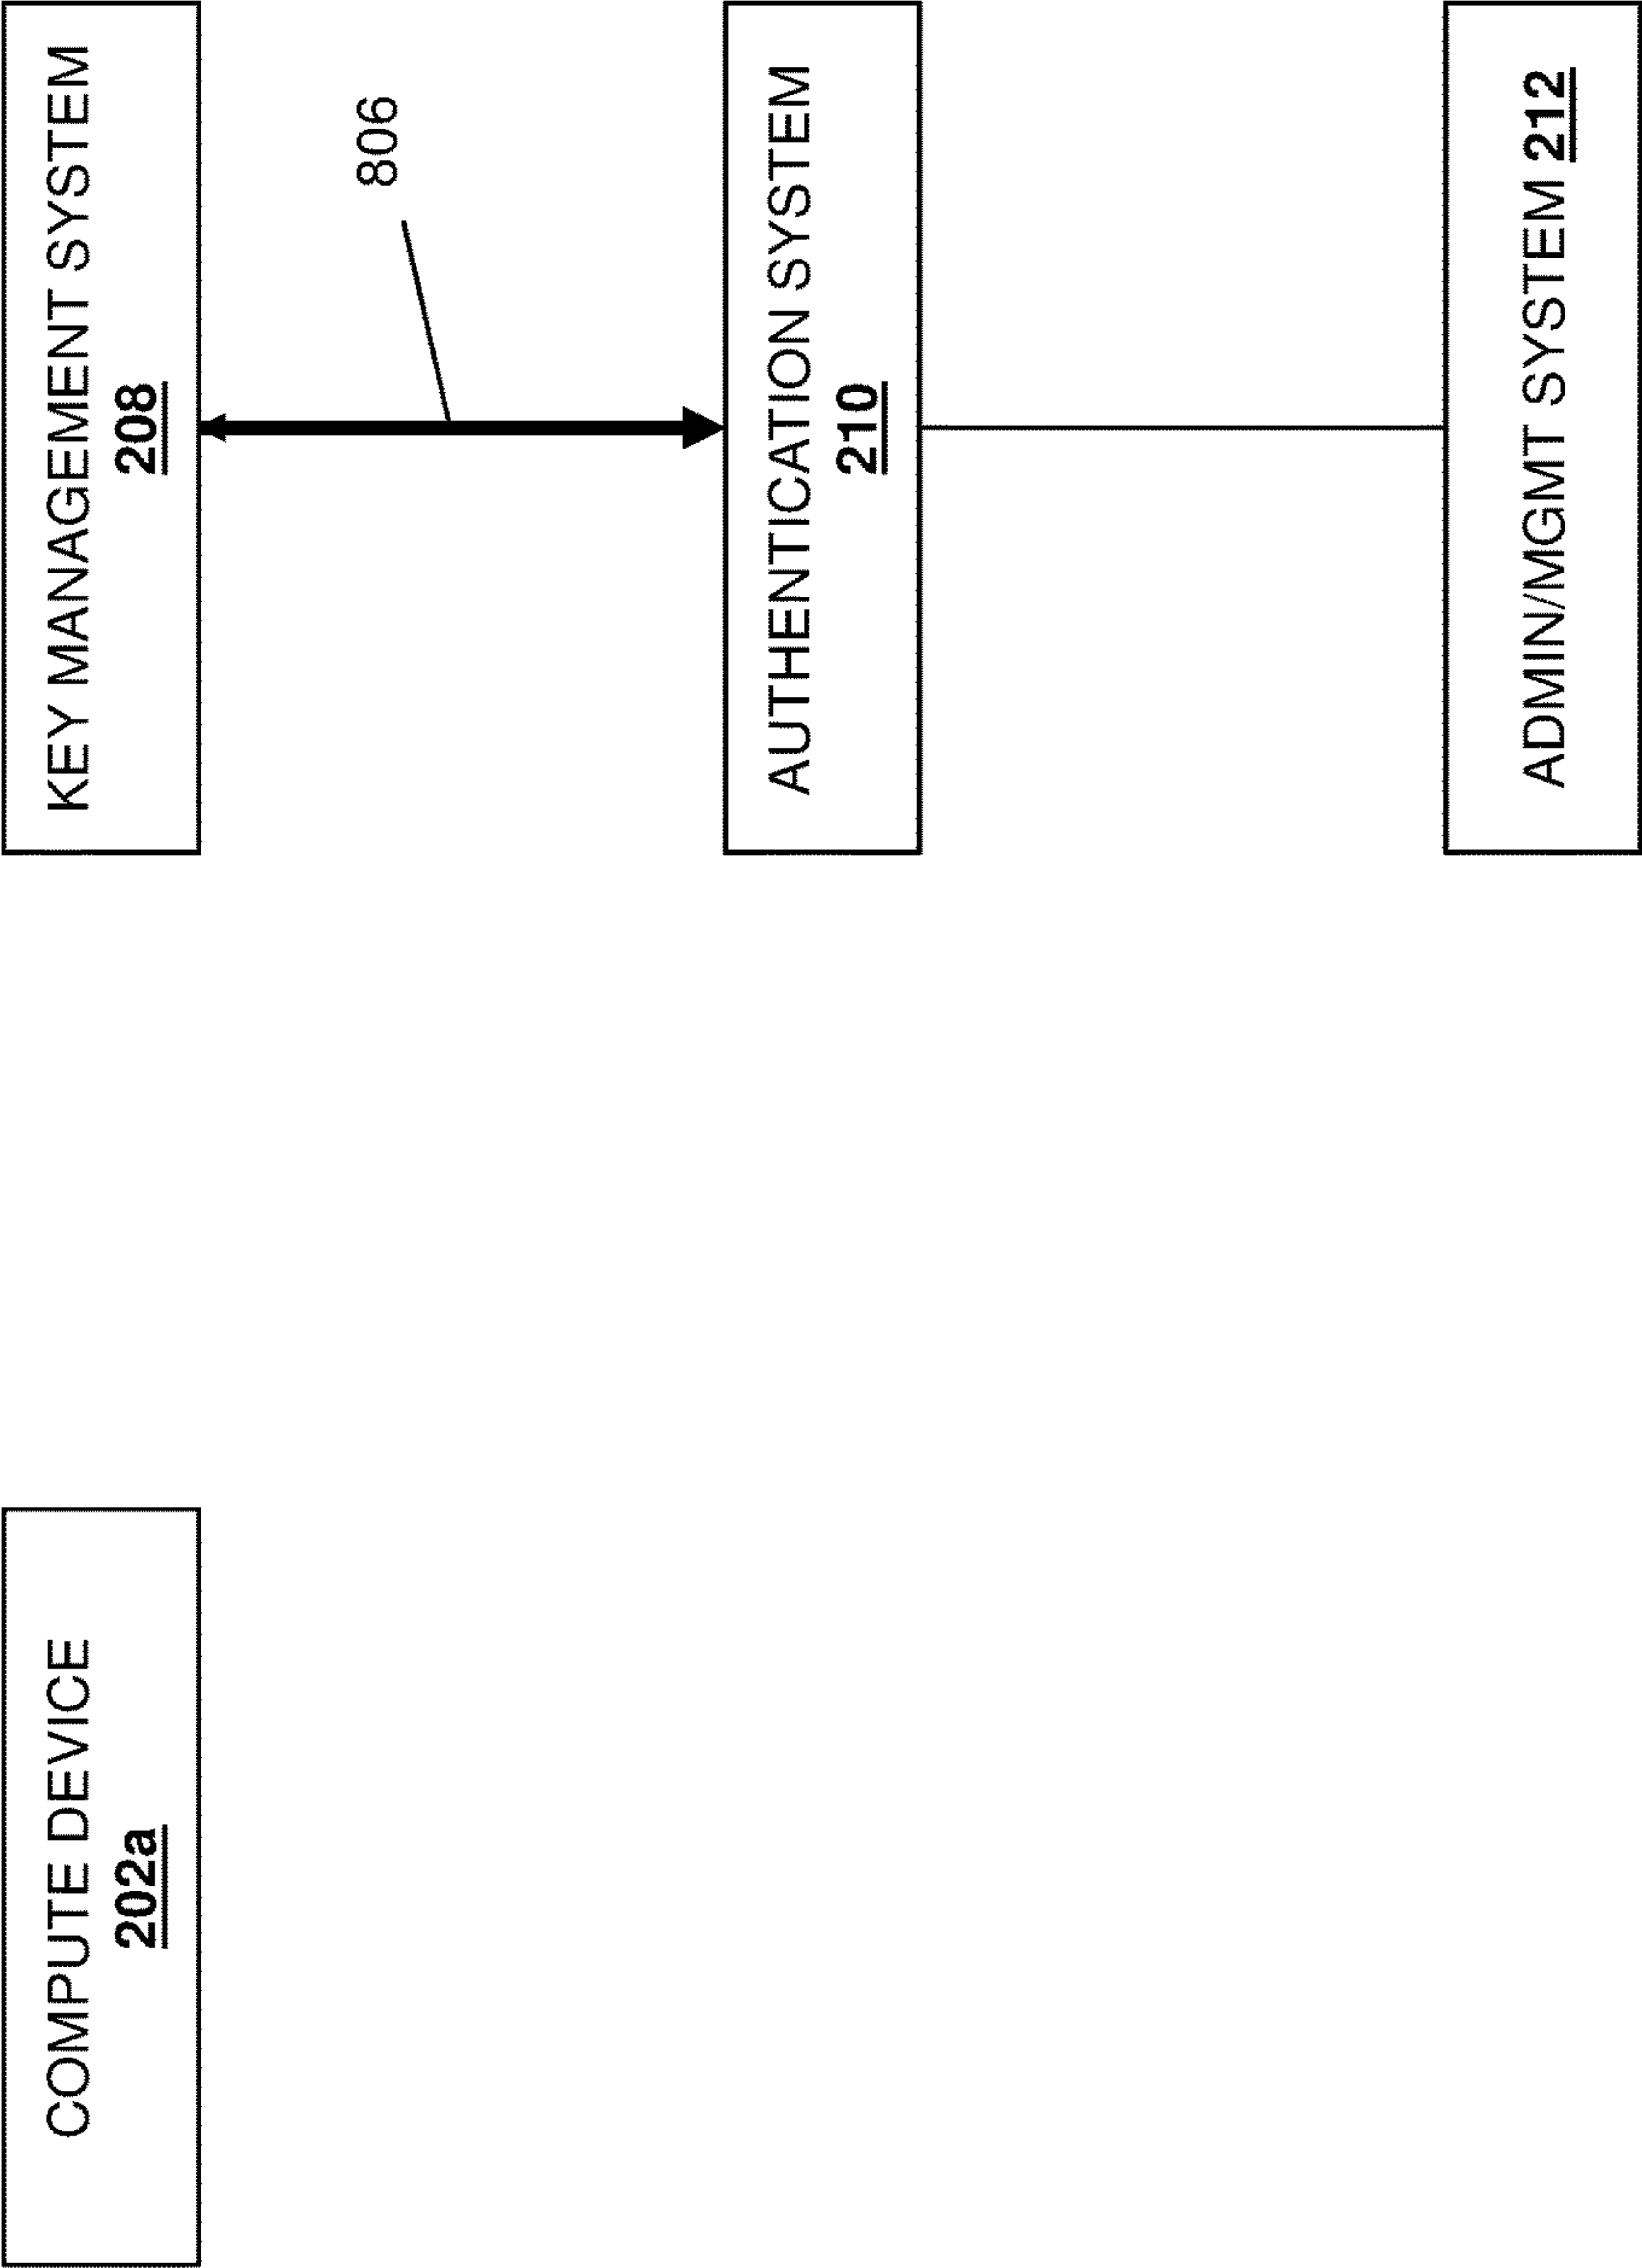 COMPUTE DEVICE
202a
KEY MANAGEMENT SYSTEM
208
806
AUTHENTICATION SYSTEM
210
ADMIN/MGMT SYSTEM 212